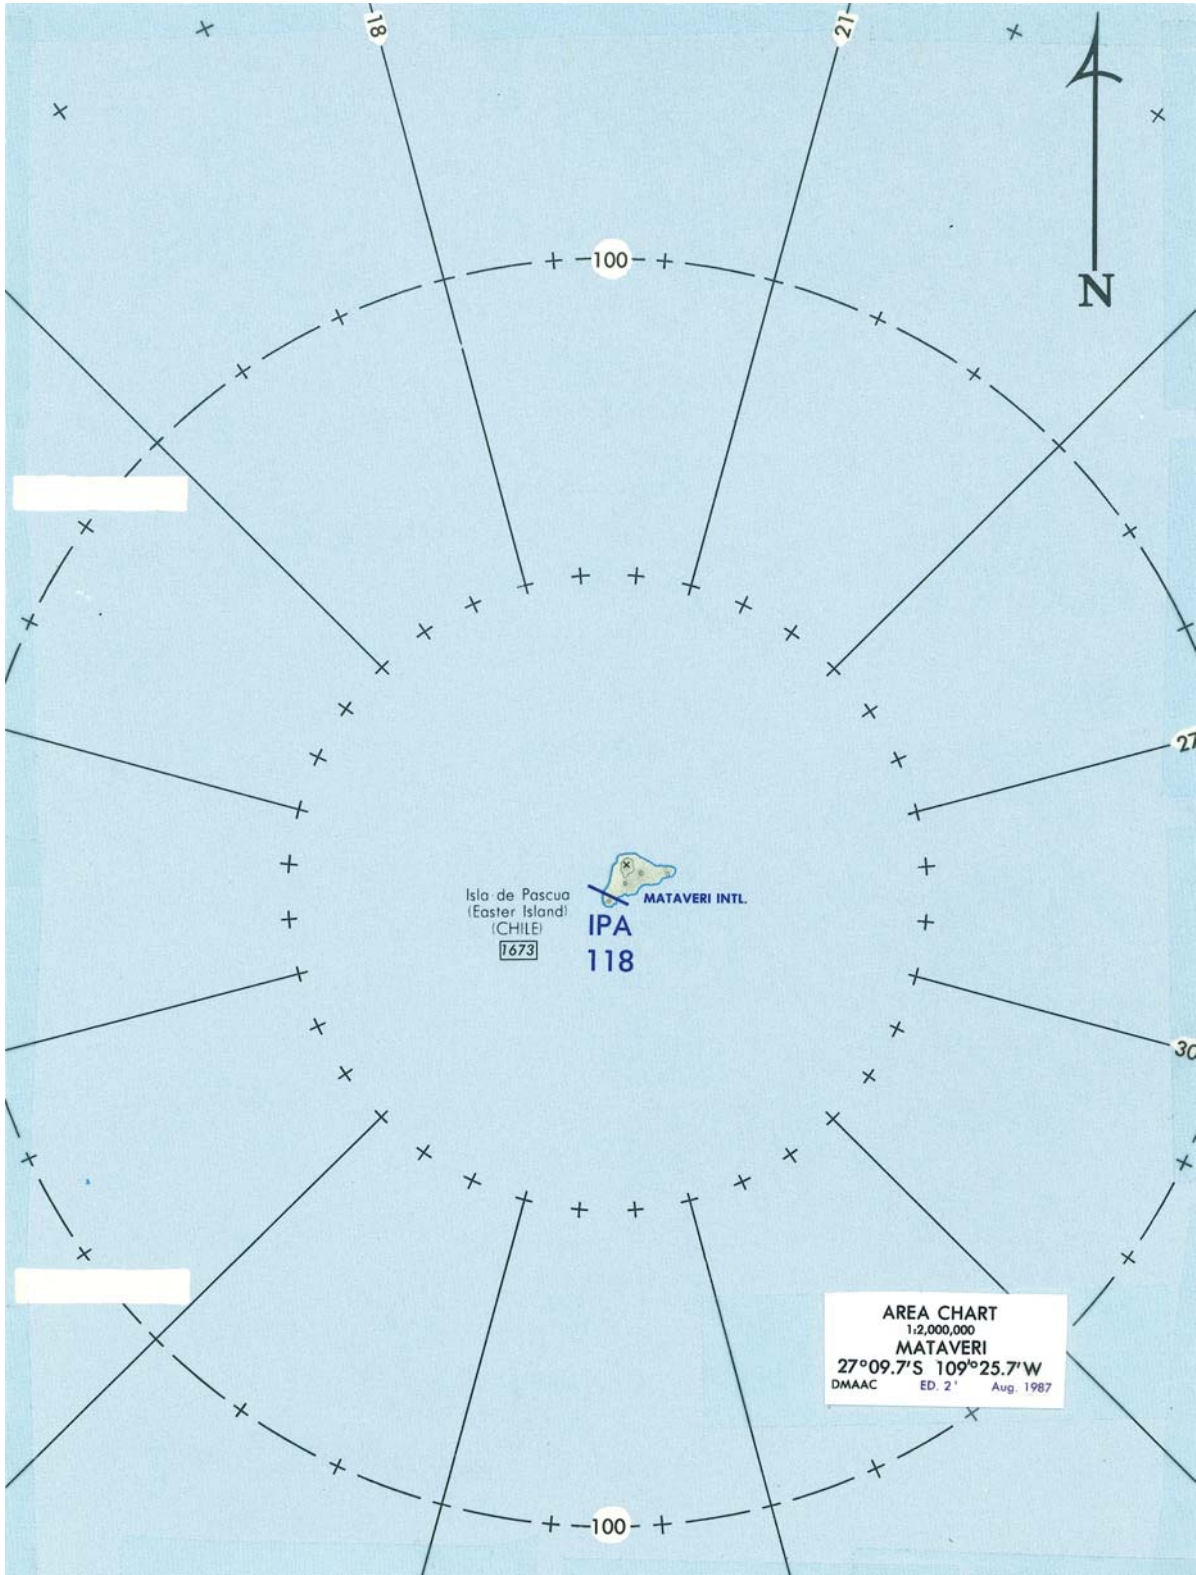 18
21
100
N
27
Isla de Pascua
(Easter Island)
(CHILE)
1673
MATAVERI INTL.
IPA
118
30
AREA CHART
1:2,000,000
MATAVERI
27°09.7'S 109°25.7'W
DMAAC ED. 2 Aug. 1987
100